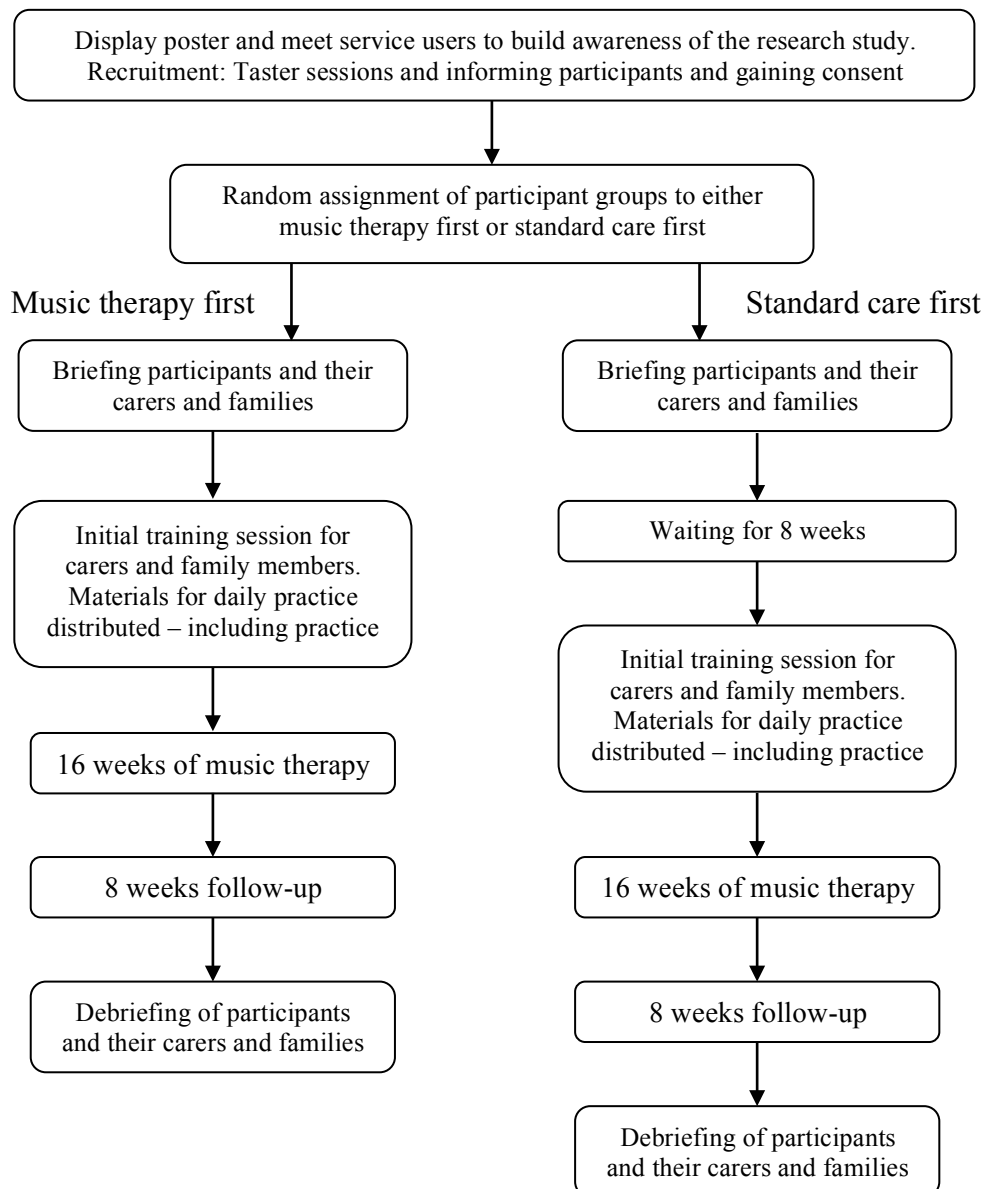 Display poster and meet service users to build awareness of the research study.
Recruitment: Taster sessions and informing participants and gaining consent
Random assignment of participant groups to either
music therapy first or standard care first
Music therapy first
Standard care first
Briefing participants and their
carers and families
Initial training session for
carers and family members.
Materials for daily practice
distributed – including practice
16 weeks of music therapy
8 weeks follow-up
Debriefing of participants
and their carers and families
Briefing participants and their
carers and families
Waiting for 8 weeks
Initial training session for
carers and family members.
Materials for daily practice
distributed – including practice
16 weeks of music therapy
8 weeks follow-up
Debriefing of participants
and their carers and families